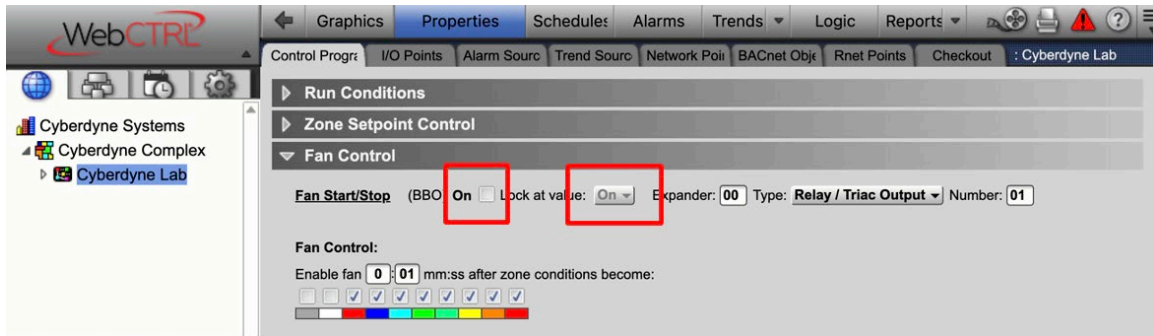 WebCTRL
Graphics Properties Schedules Alarms Trends Logic Reports ?
Control Progra I/O Points Alarm Sourc Trend Sourc Network Poin BACnet Obje Rnet Points Checkout : Cyberdyne Lab
Run Conditions
Cyberdyne Systems
Zone Setpoint Control
Cyberdyne Complex
Fan Control
Cyberdyne Lab
Fan Start/Stop (BBO) On Lock at value: On Expander: 00 Type: Relay / Triac Output Number: 01
Fan Control:
Enable fan 0 : 01 mm:ss after zone conditions become: